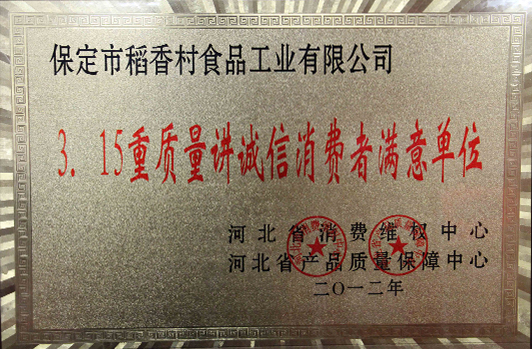 保定市稻香村食品工业有限公司
3．15重质量讲诚信消费者满意单位
河北省消费维权中心
河北省产品质量保障中心
二〇一二年